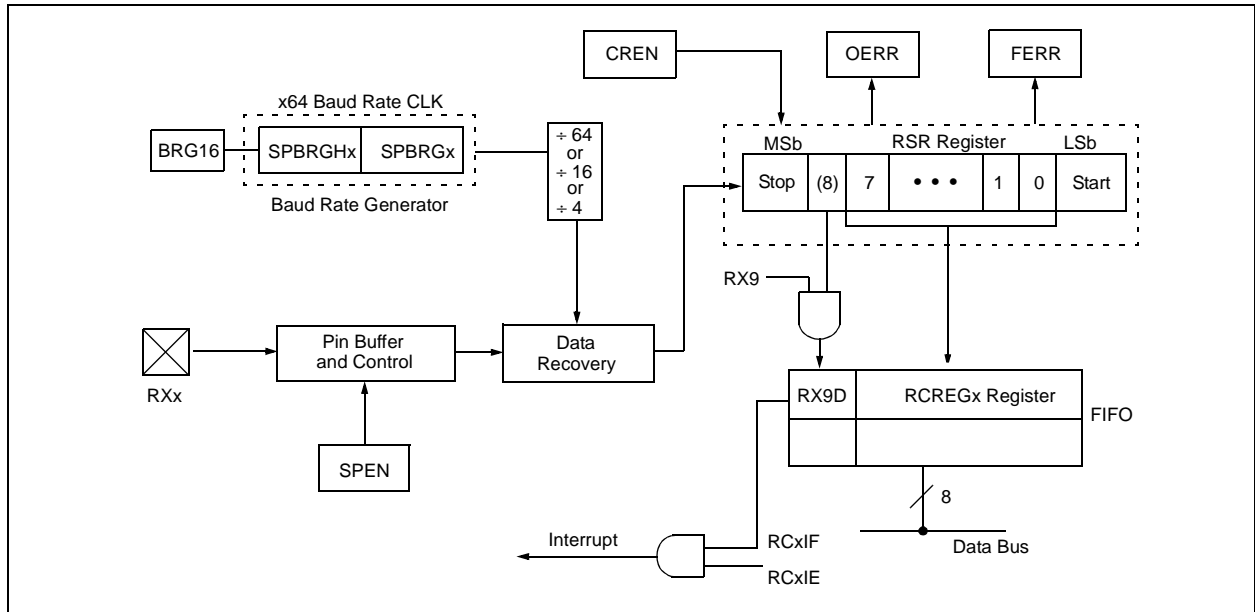 CREN
OERR
FERR
x64 Baud Rate CLK
BRG16
SPBRGHx
SPBRGx
Baud Rate Generator
÷ 64
or
÷ 16
or
÷ 4
MSb
RSR Register
LSb
Stop
(8)
7
• • •
1
0
Start
RX9
RXx
Pin Buffer
and Control
Data
Recovery
SPEN
RX9D
RCREGx Register
FIFO
8
Data Bus
Interrupt
RCxIF
RCxIE